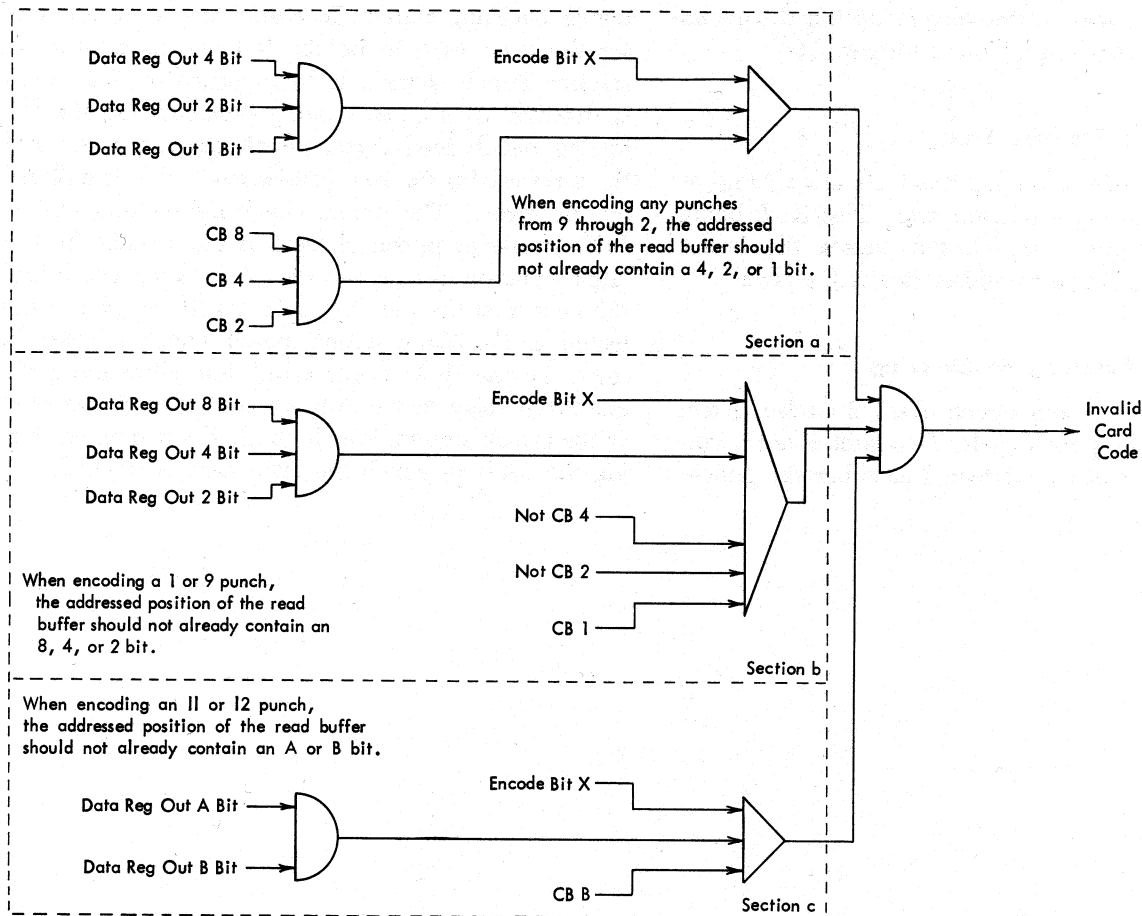 Data Reg Out 4 Bit
Data Reg Out 2 Bit
Data Reg Out 1 Bit
Encode Bit X
When encoding any punches
from 9 through 2, the addressed
position of the read buffer should
not already contain a 4, 2, or 1 bit.
CB 8
CB 4
CB 2
Section a
Data Reg Out 8 Bit
Data Reg Out 4 Bit
Data Reg Out 2 Bit
Encode Bit X
Not CB 4
Not CB 2
CB 1
Invalid
Card
Code
When encoding a 1 or 9 punch,
the addressed position of the read
buffer should not already contain an
8, 4, or 2 bit.
Section b
When encoding an 11 or 12 punch,
the addressed position of the read buffer
should not already contain an A or B bit.
Data Reg Out A Bit
Data Reg Out B Bit
Encode Bit X
CB B
Section c